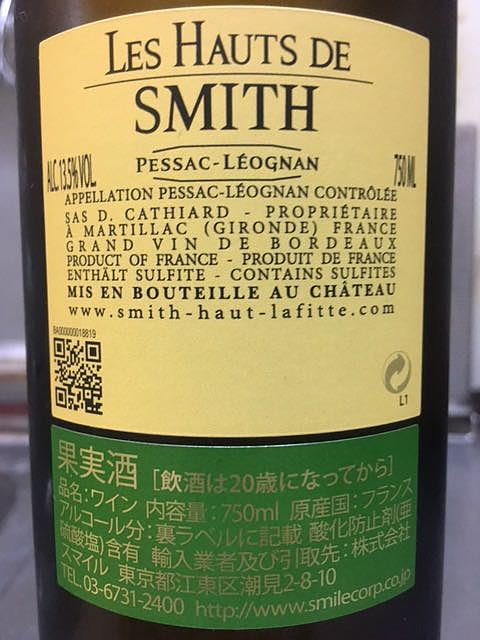 LES HAUTS DE
SMITH
PESSAC-LÉOGNAN
ALC.13.5% VOL. 750 ML
APPELLATION PESSAC-LÉOGNAN CONTRÔLÉE
SAS D. CATHIARD - PROPRIÉTAIRE
À MARTILLAC (GIRONDE) FRANCE
GRAND VIN DE BORDEAUX
PRODUCT OF FRANCE - PRODUIT DE FRANCE
ENTHÄLT SULFITE - CONTAINS SULFITES
MIS EN BOUTEILLE AU CHÂTEAU
www.smith-haut-lafitte.com
BA000000018819
L1
果実酒 [飲酒は20歳になってから]
品名:ワイン 内容量:750ml 原産国:フランス
アルコール分:裏ラベルに記載 酸化防止剤(亜
硫酸塩)含有 輸入業者及び引取先:株式会社
スマイル 東京都江東区潮見2-8-10
TEL.03-6731-2400 http://www.smilecorp.co.jp